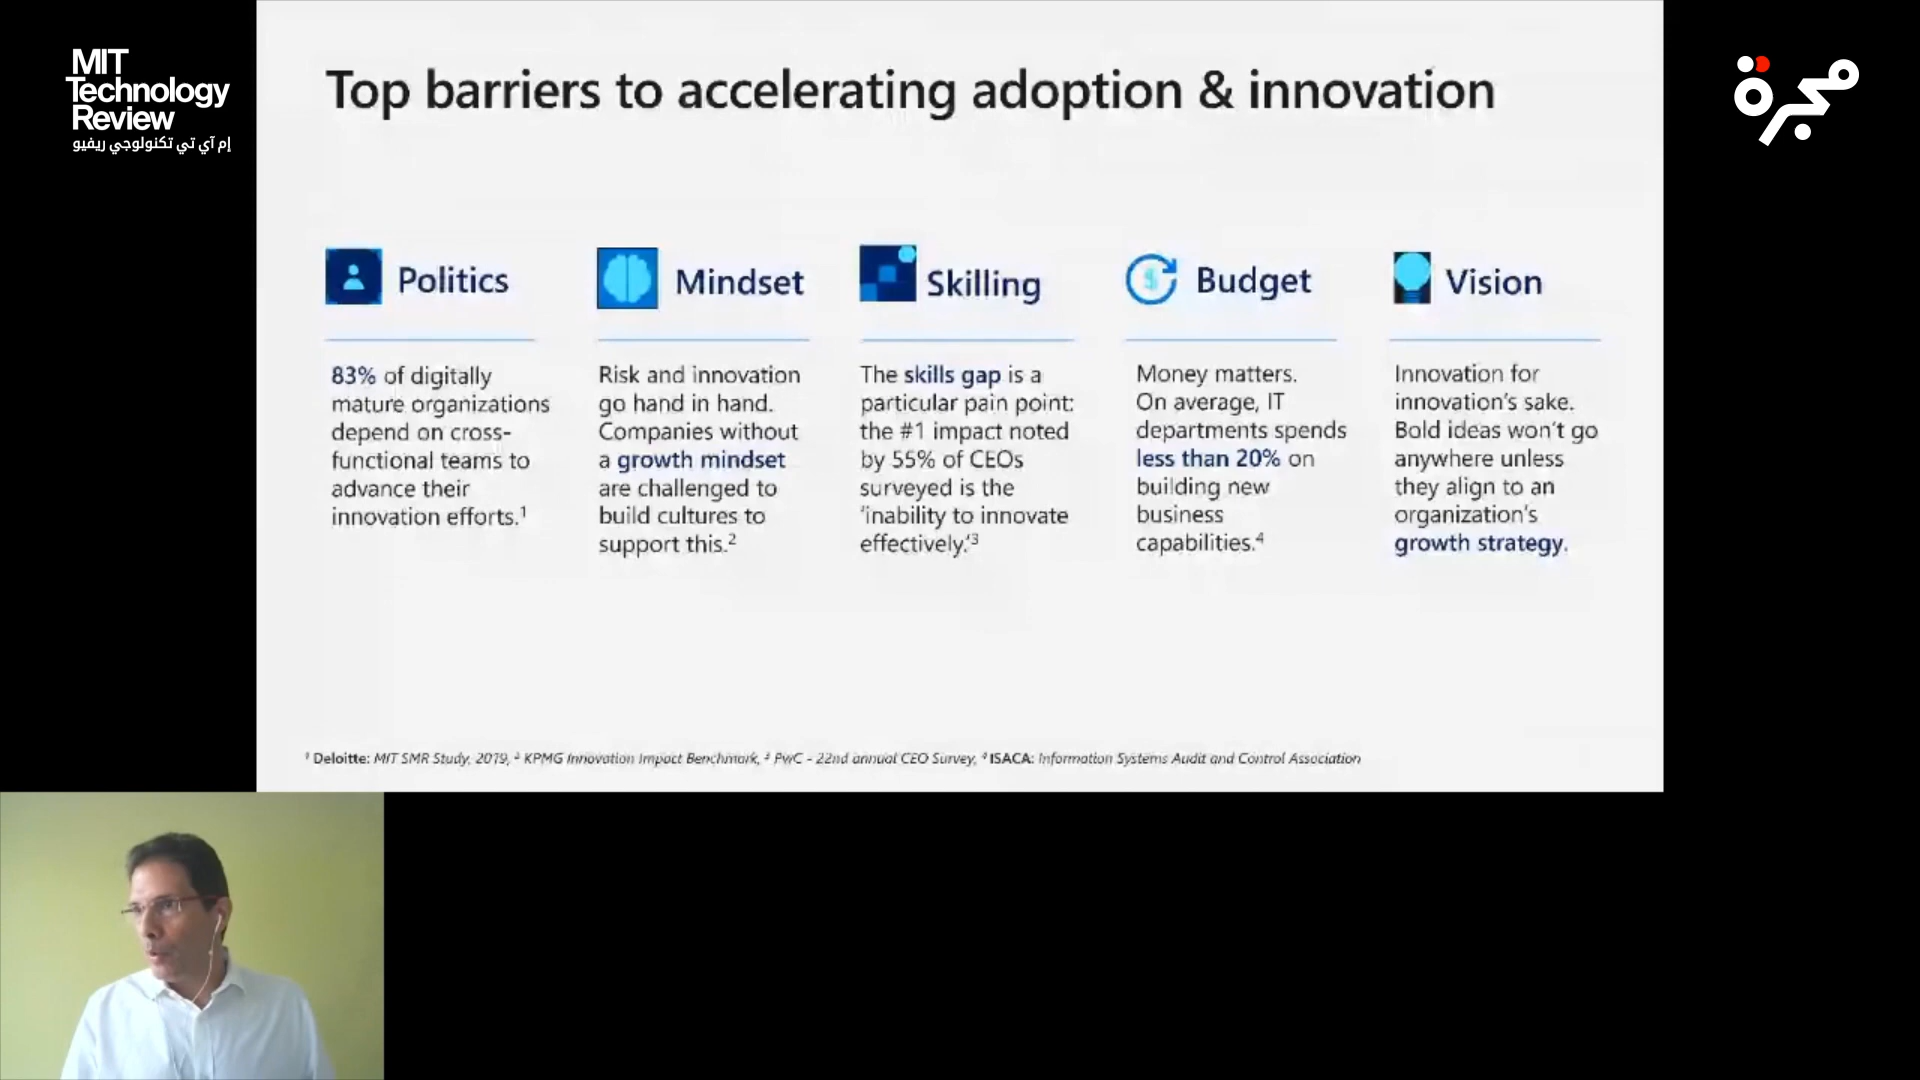 MIT
Technology
Review
إم آي تي تكنولوجي ريفيو
مجرة
Top barriers to accelerating adoption & innovation
Politics
83% of digitally
mature organizations
depend on cross-
functional teams to
advance their
innovation efforts.¹
Mindset
Risk and innovation
go hand in hand.
Companies without
a growth mindset
are challenged to
build cultures to
support this.²
Skilling
The skills gap is a
particular pain point:
the #1 impact noted
by 55% of CEOs
surveyed is the
'inability to innovate
effectively.'³
Budget
Money matters.
On average, IT
departments spends
less than 20% on
building new
business
capabilities.⁴
Vision
Innovation for
innovation's sake.
Bold ideas won't go
anywhere unless
they align to an
organization's
growth strategy.
¹ Deloitte: MIT SMR Study, 2019, ² KPMG Innovation Impact Benchmark, ³ PwC - 22nd annual CEO Survey, ⁴ ISACA: Information Systems Audit and Control Association